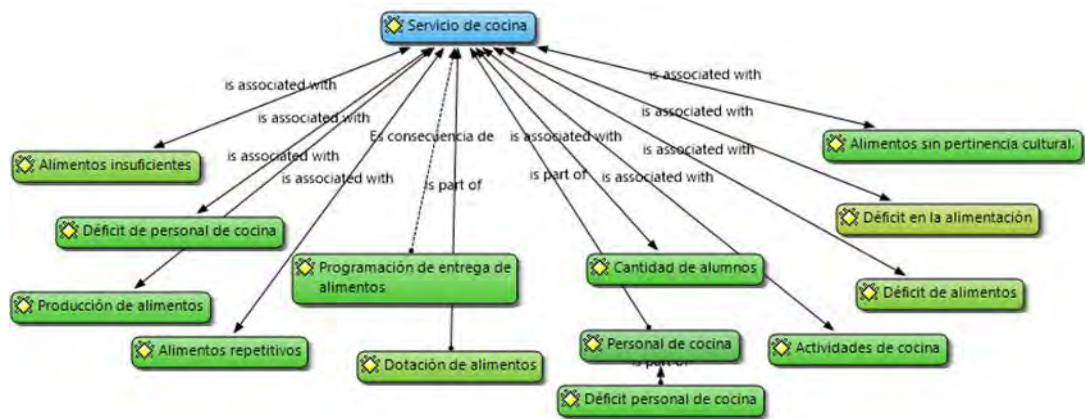 Servicio de cocina
is associated with
is associated with
is associated with
Es consecuencia de
is associated with
is associated with
is associated with
is part of
is part of
is associated with
is associated with
Alimentos insuficientes
Alimentos sin pertinencia cultural.
Déficit de personal de cocina
Déficit en la alimentación
Programación de entrega de
alimentos
Cantidad de alumnos
Producción de alimentos
Déficit de alimentos
Alimentos repetitivos
Dotación de alimentos
Personal de cocina
Actividades de cocina
is part of
Déficit personal de cocina